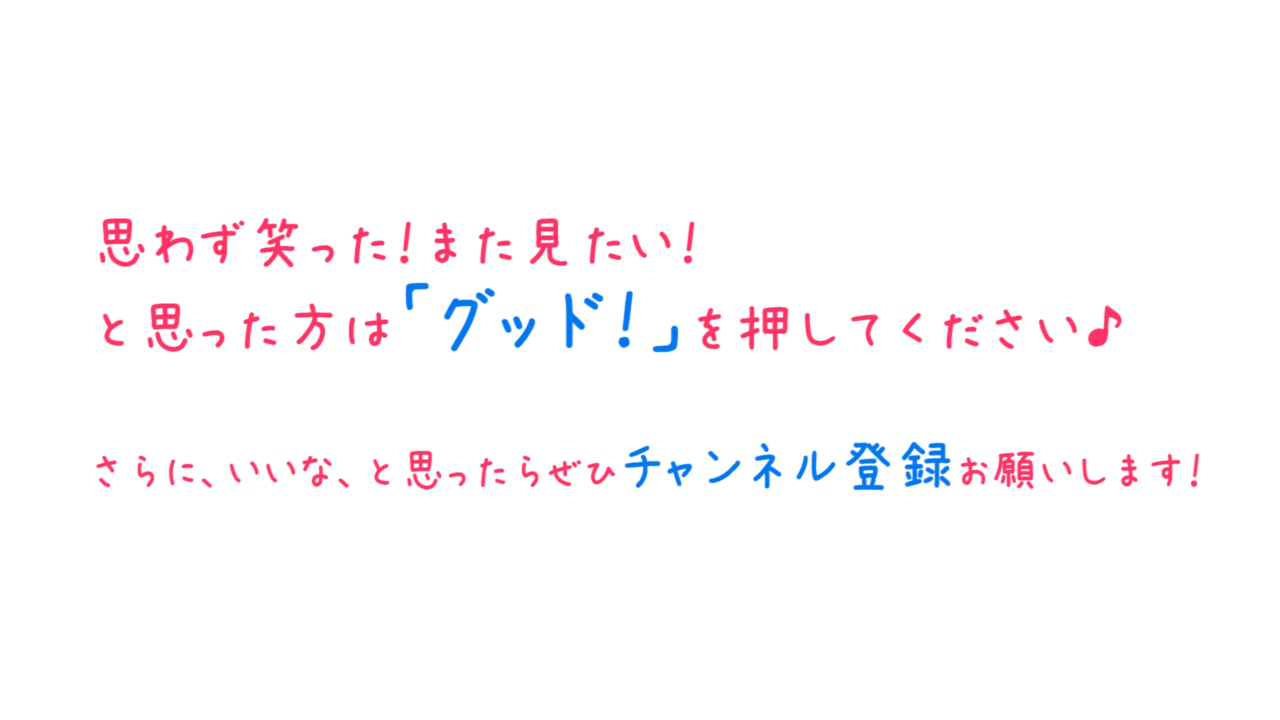 思わず笑った!また見たい!
と思った方は「グッド!」を押してください♪
さらに、いいな、と思ったらぜひチャンネル登録お願いします!